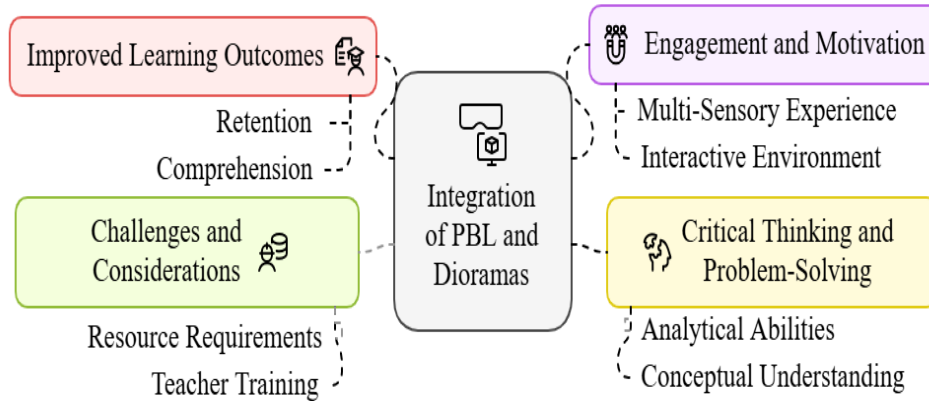 Improved Learning Outcomes
Retention
Comprehension
Challenges and
Considerations
Resource Requirements
Teacher Training
Integration
of PBL and
Dioramas
Engagement and Motivation
Multi-Sensory Experience
Interactive Environment
Critical Thinking and
Problem-Solving
Analytical Abilities
Conceptual Understanding